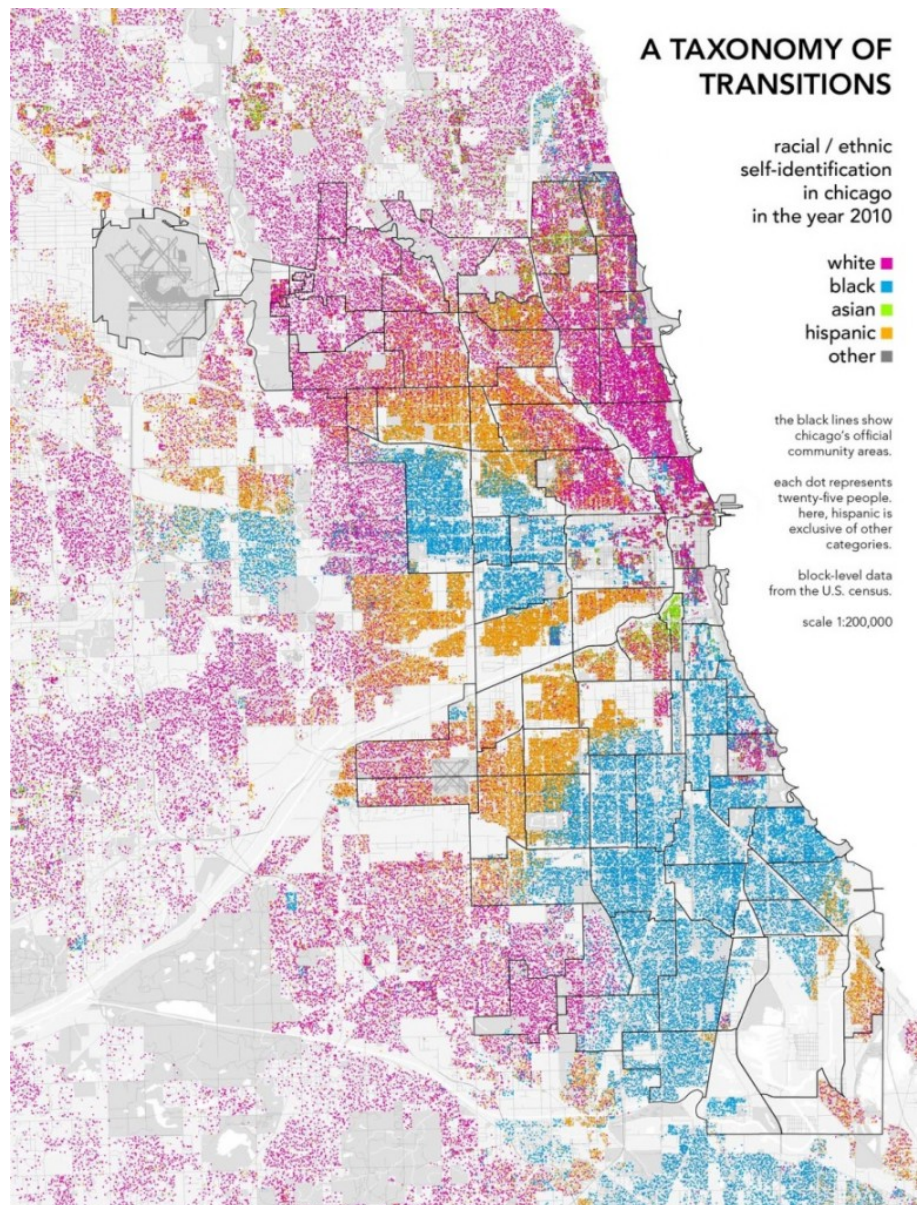 A TAXONOMY OF
TRANSITIONS
racial / ethnic
self-identification
in chicago
in the year 2010
white
black
asian
hispanic
other
the black lines show
chicago's official
community areas.
each dot represents
twenty-five people.
here, hispanic is
exclusive of other
categories.
block-level data
from the U.S. census.
scale 1:200,000